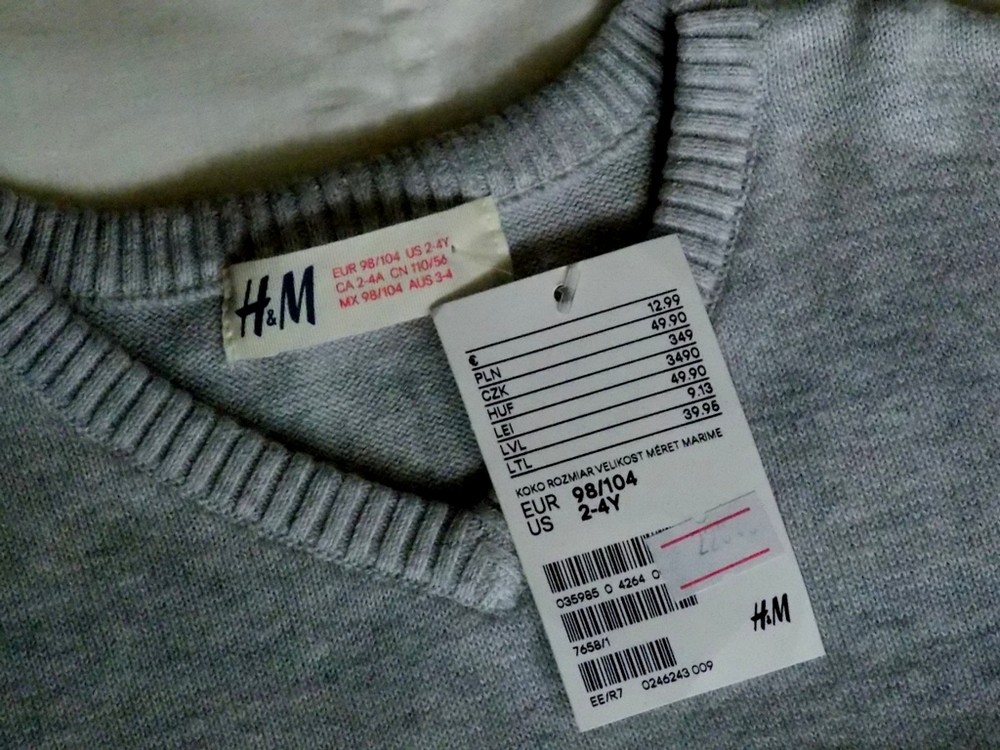 H&M
EUR 98/104 US 2-4Y,
CA 2-4A CN 110/56
MX 98/104 AUS 3-4
€ 12.99
PLN 49.90
CZK 349
HUF 3490
LEI 49.90
LVL 9.13
LTL 39.95
KOKO ROZMIAR VELIKOST MÉRET MARIME
EUR 98/104
US 2-4Y
035985 0 4264 0
7658/1
H&M
EE/R7 0246243 009